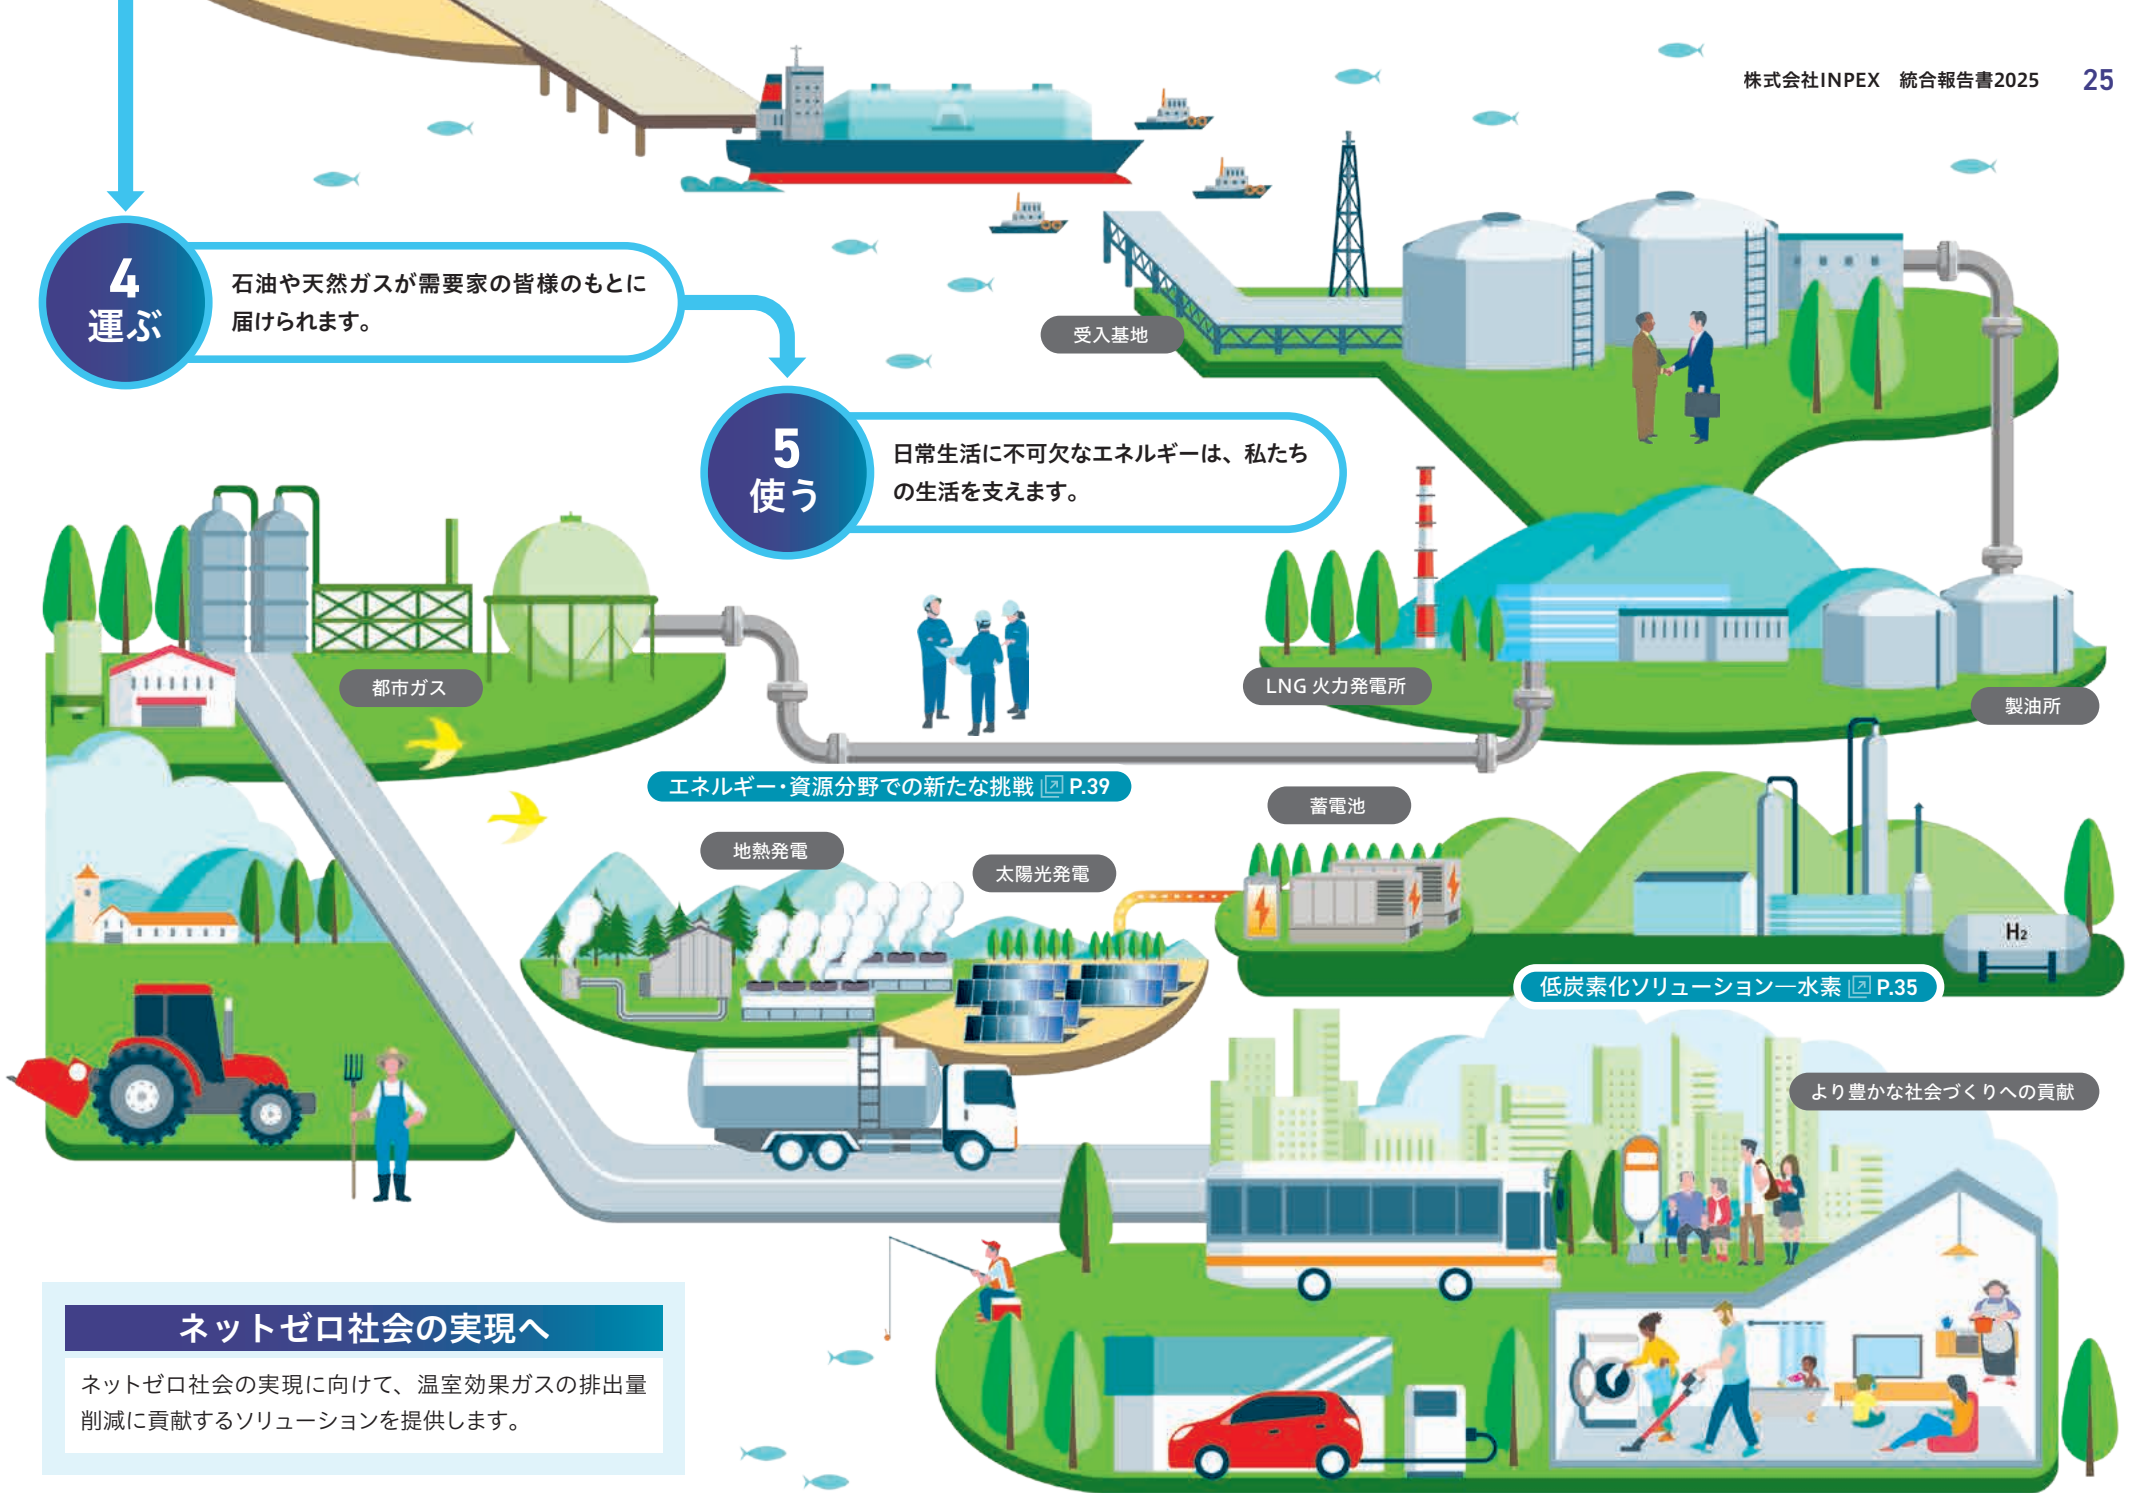 株式会社INPEX 統合報告書2025 25
4
運ぶ
石油や天然ガスが需要家の皆様のもとに
届けられます。
受入基地
5
使う
日常生活に不可欠なエネルギーは、私たち
の生活を支えます。
都市ガス
LNG 火力発電所
製油所
エネルギー・資源分野での新たな挑戦 P.39
蓄電池
地熱発電
太陽光発電
H₂
低炭素化ソリューション―水素 P.35
より豊かな社会づくりへの貢献
ネットゼロ社会の実現へ
ネットゼロ社会の実現に向けて、温室効果ガスの排出量
削減に貢献するソリューションを提供します。